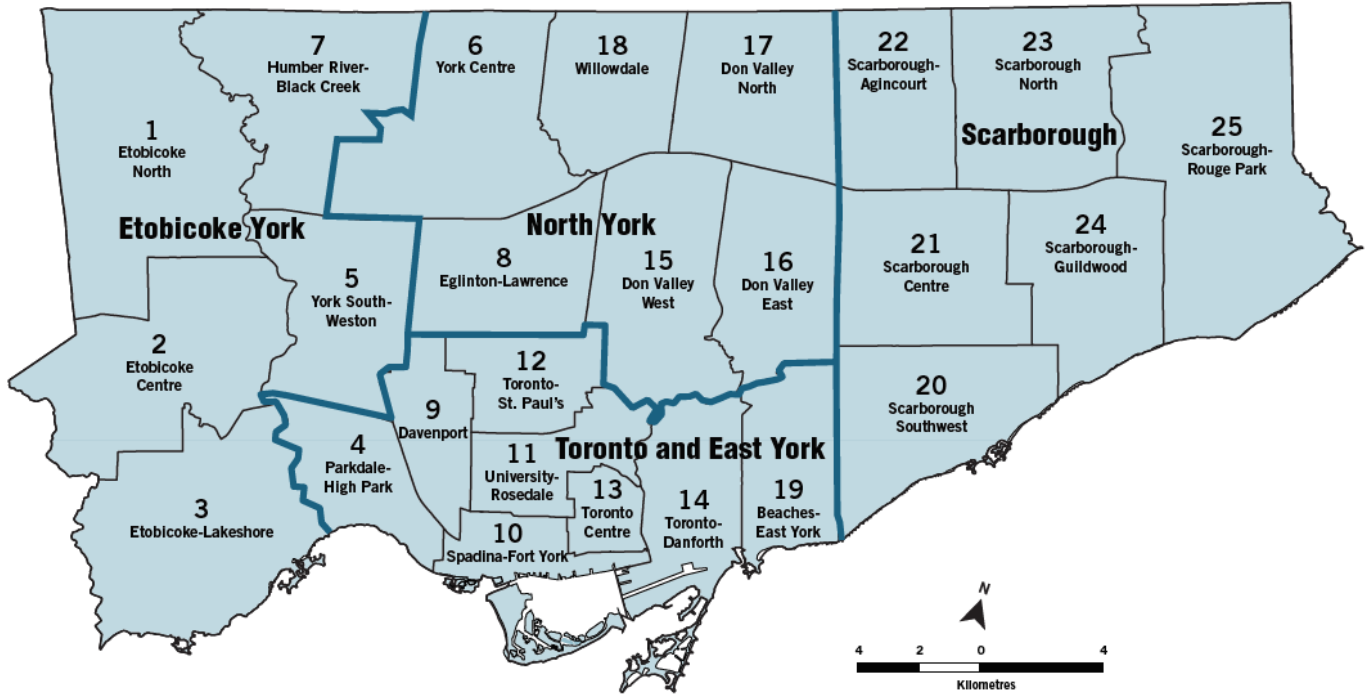 7
Humber River-
Black Creek
6
York Centre
18
Willowdale
17
Don Valley
North
22
Scarborough-
Agincourt
23
Scarborough
North
Scarborough
25
Scarborough-
Rouge Park
1
Etobicoke
North
Etobicoke York
North York
5
York South-
Weston
8
Eglinton-Lawrence
15
Don Valley
West
16
Don Valley
East
21
Scarborough
Centre
24
Scarborough-
Guildwood
2
Etobicoke
Centre
12
Toronto-
St. Paul's
20
Scarborough
Southwest
9
Davenport
4
Parkdale-
High Park
Toronto and East York
11
University-
Rosedale
13
Toronto
Centre
14
Toronto-
Danforth
19
Beaches-
East York
3
Etobicoke-Lakeshore
10
Spadina-Fort York
N
4 2 0 4
Kilometres